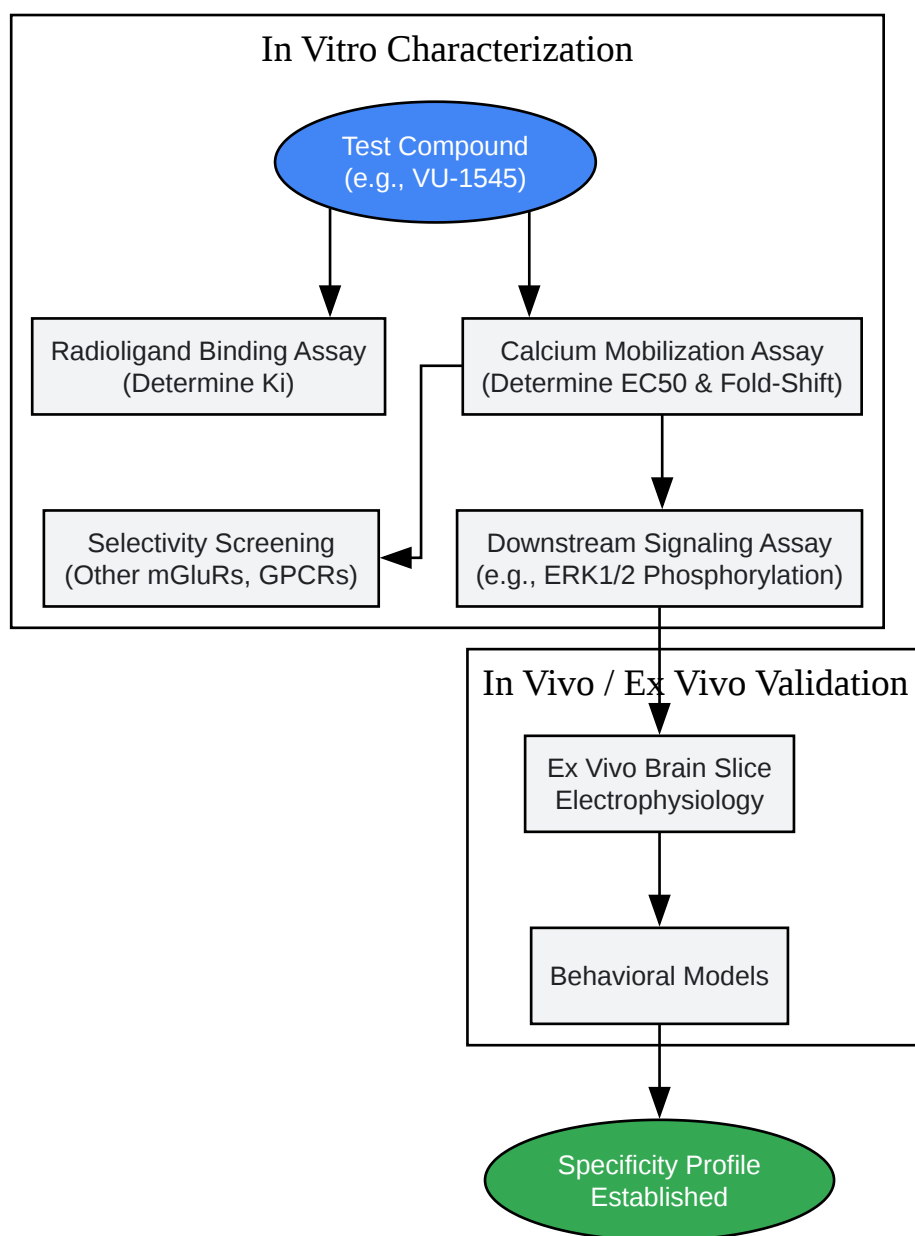 In Vitro Characterization
Test Compound
(e.g., VU-1545)
Radioligand Binding Assay
(Determine Ki)
Calcium Mobilization Assay
(Determine EC50 & Fold-Shift)
Selectivity Screening
(Other mGluRs, GPCRs)
Downstream Signaling Assay
(e.g., ERK1/2 Phosphorylation)
In Vivo / Ex Vivo Validation
Ex Vivo Brain Slice
Electrophysiology
Behavioral Models
Specificity Profile
Established